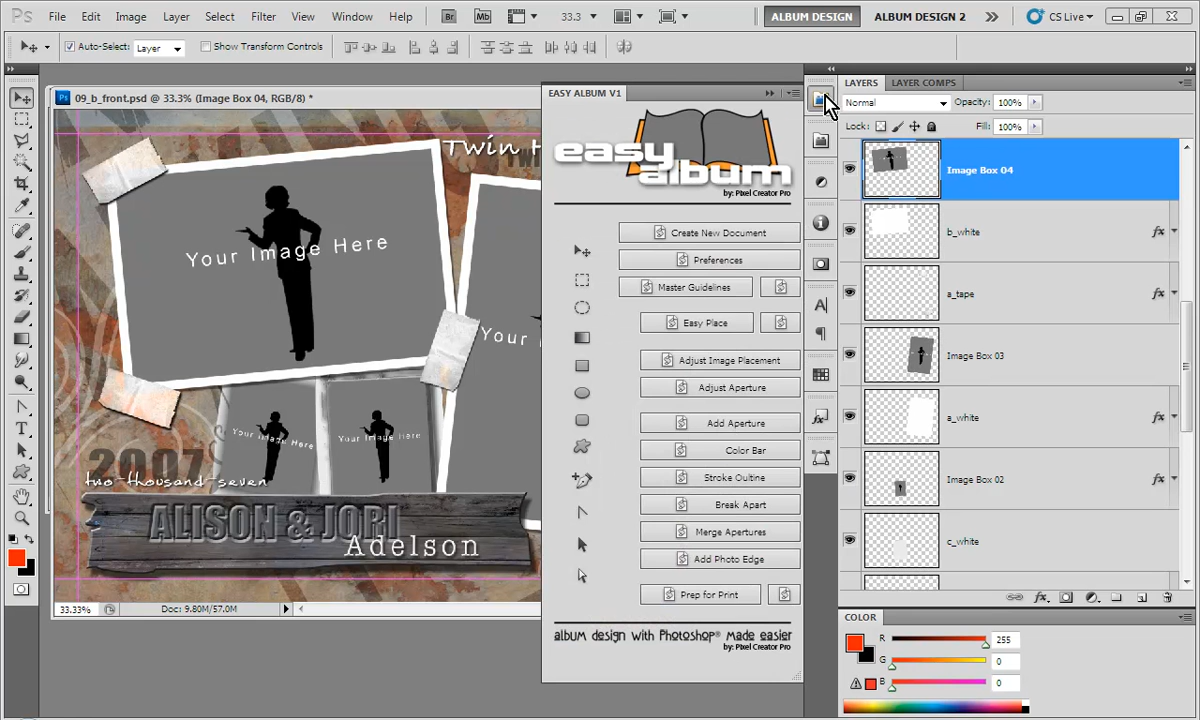 Ps File Edit Image Layer Select Filter View Window Help Br Mb 33.3 ALBUM DESIGN ALBUM DESIGN 2 CS Live
Auto-Select: Layer Show Transform Controls
09_b_front.psd @ 33.3% (Image Box 04, RGB/8) *
Twin H
Your Image Here
Your I
Your Image Here
Your Image Here
2007
two-thousand-seven
ALISON & JORI
Adelson
33.33% Doc: 9.80M/57.0M
EASY ALBUM V1
easy
album
by: Pixel Creator Pro
Create New Document
Preferences
Master Guidelines
Easy Place
Adjust Image Placement
Adjust Aperture
Add Aperture
Color Bar
Stroke Oultine
Break Apart
Merge Apertures
Add Photo Edge
Prep for Print
album design with Photoshop® made easier
by: Pixel Creator Pro
LAYERS LAYER COMPS
Normal Opacity: 100%
Lock: Fill: 100%
Image Box 04
b_white fx
a_tape fx
Image Box 03
a_white fx
Image Box 02 fx
c_white
COLOR
R 255
G 0
B 0